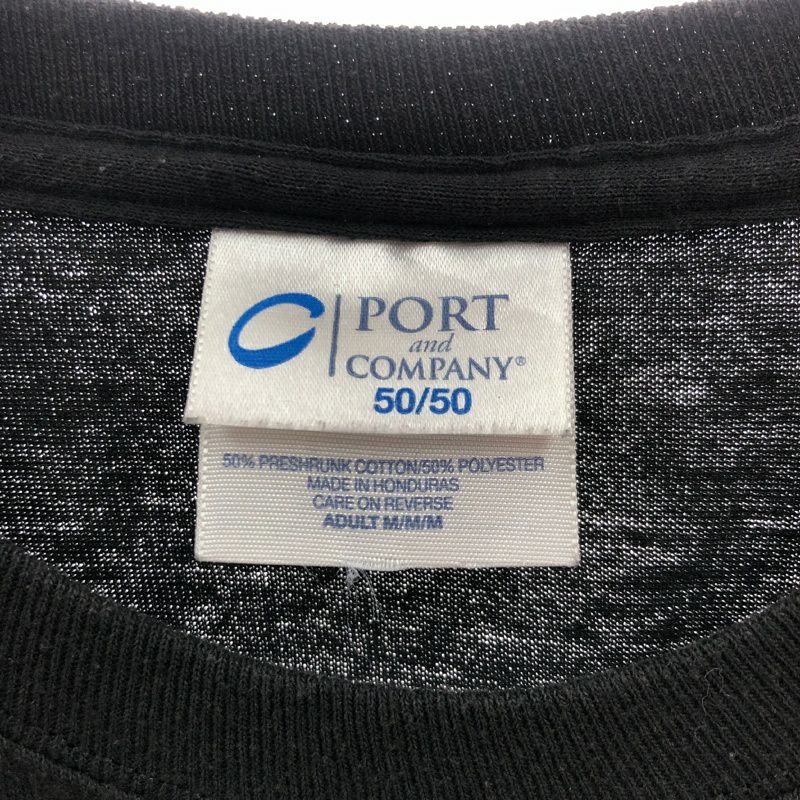 PORT
and
COMPANY®
50/50
50% PRESHRUNK COTTON/50% POLYESTER
MADE IN HONDURAS
CARE ON REVERSE
ADULT M/M/M